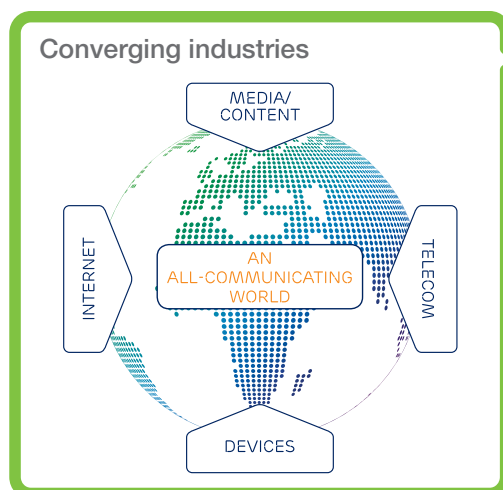 Converging industries
MEDIA/
CONTENT
INTERNET
AN
ALL-COMMUNICATING
WORLD
TELECOM
DEVICES